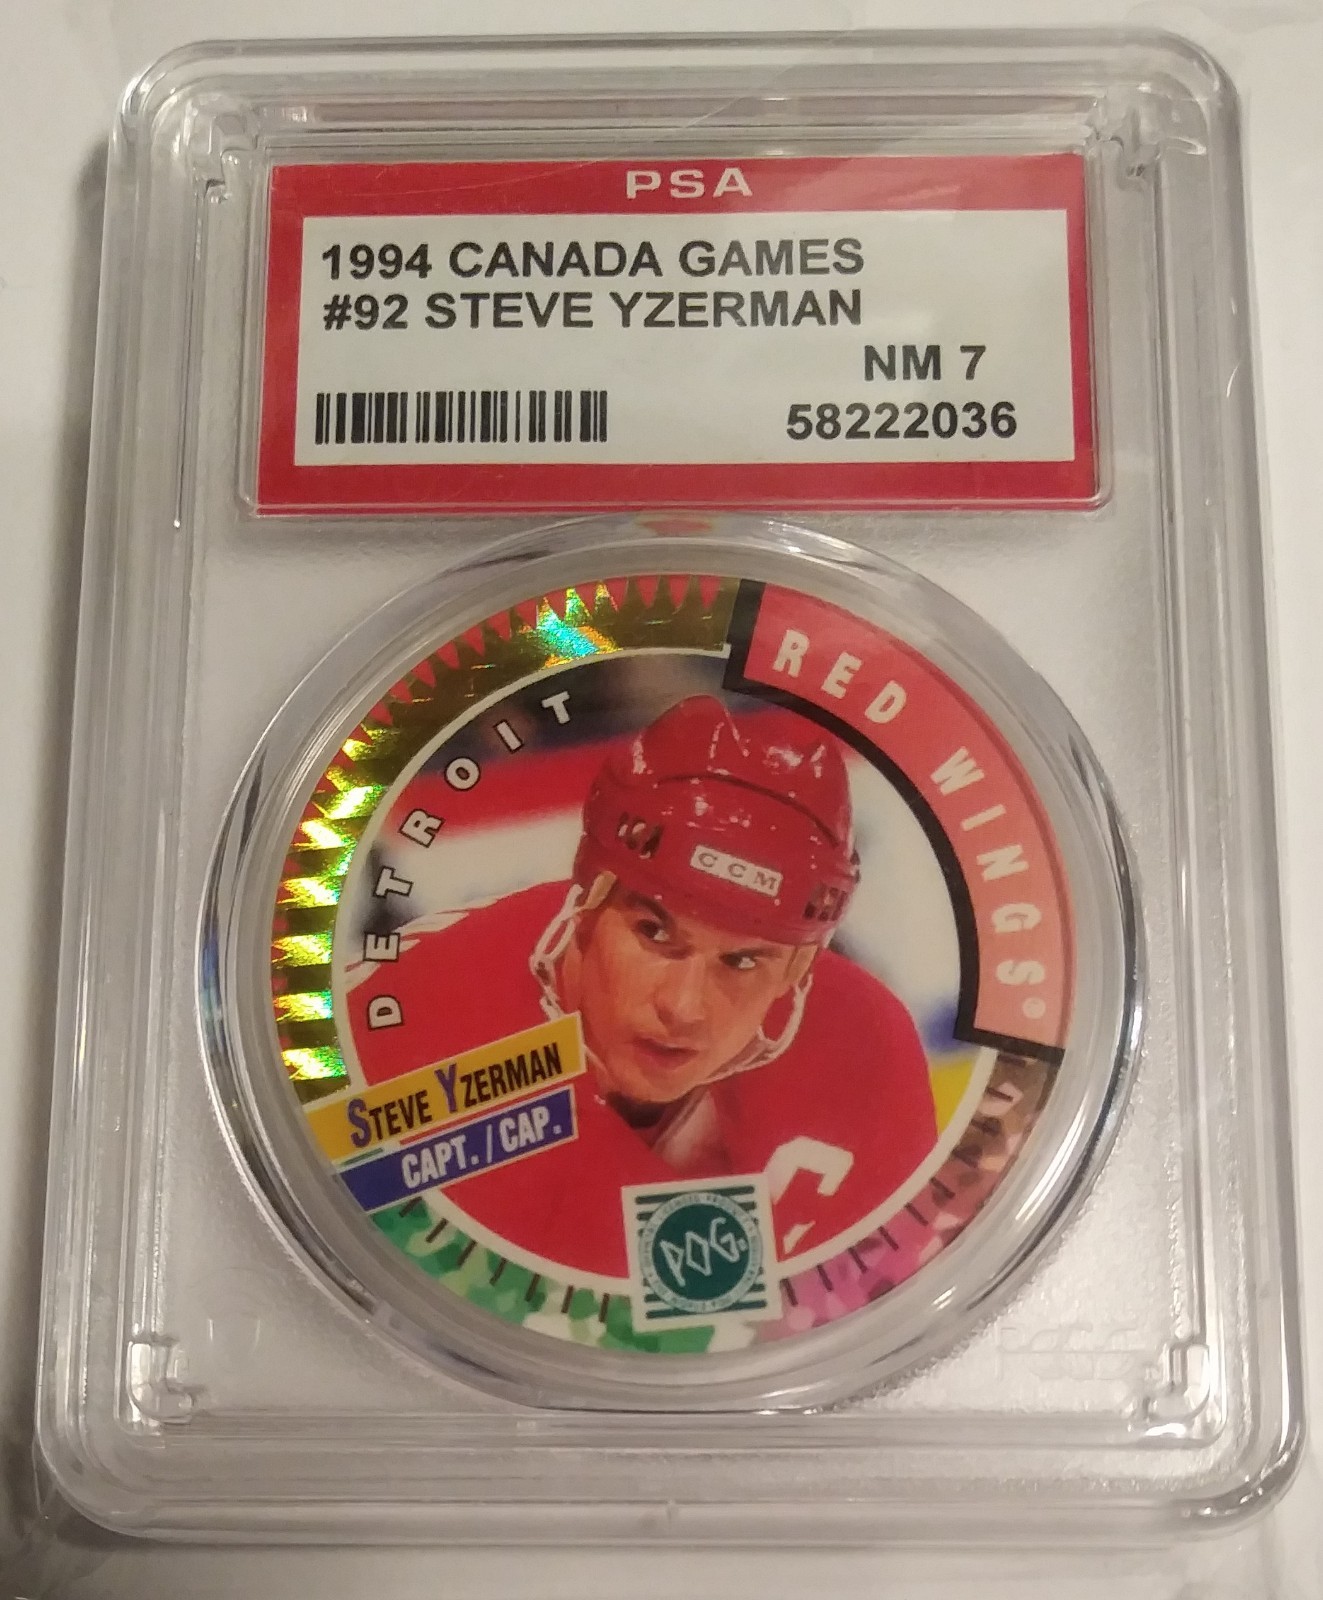 PSA
1994 CANADA GAMES
#92 STEVE YZERMAN
NM 7
58222036
DETROIT
RED WINGS®
CCM
STEVE YZERMAN
CAPT. / CAP.
C
POG